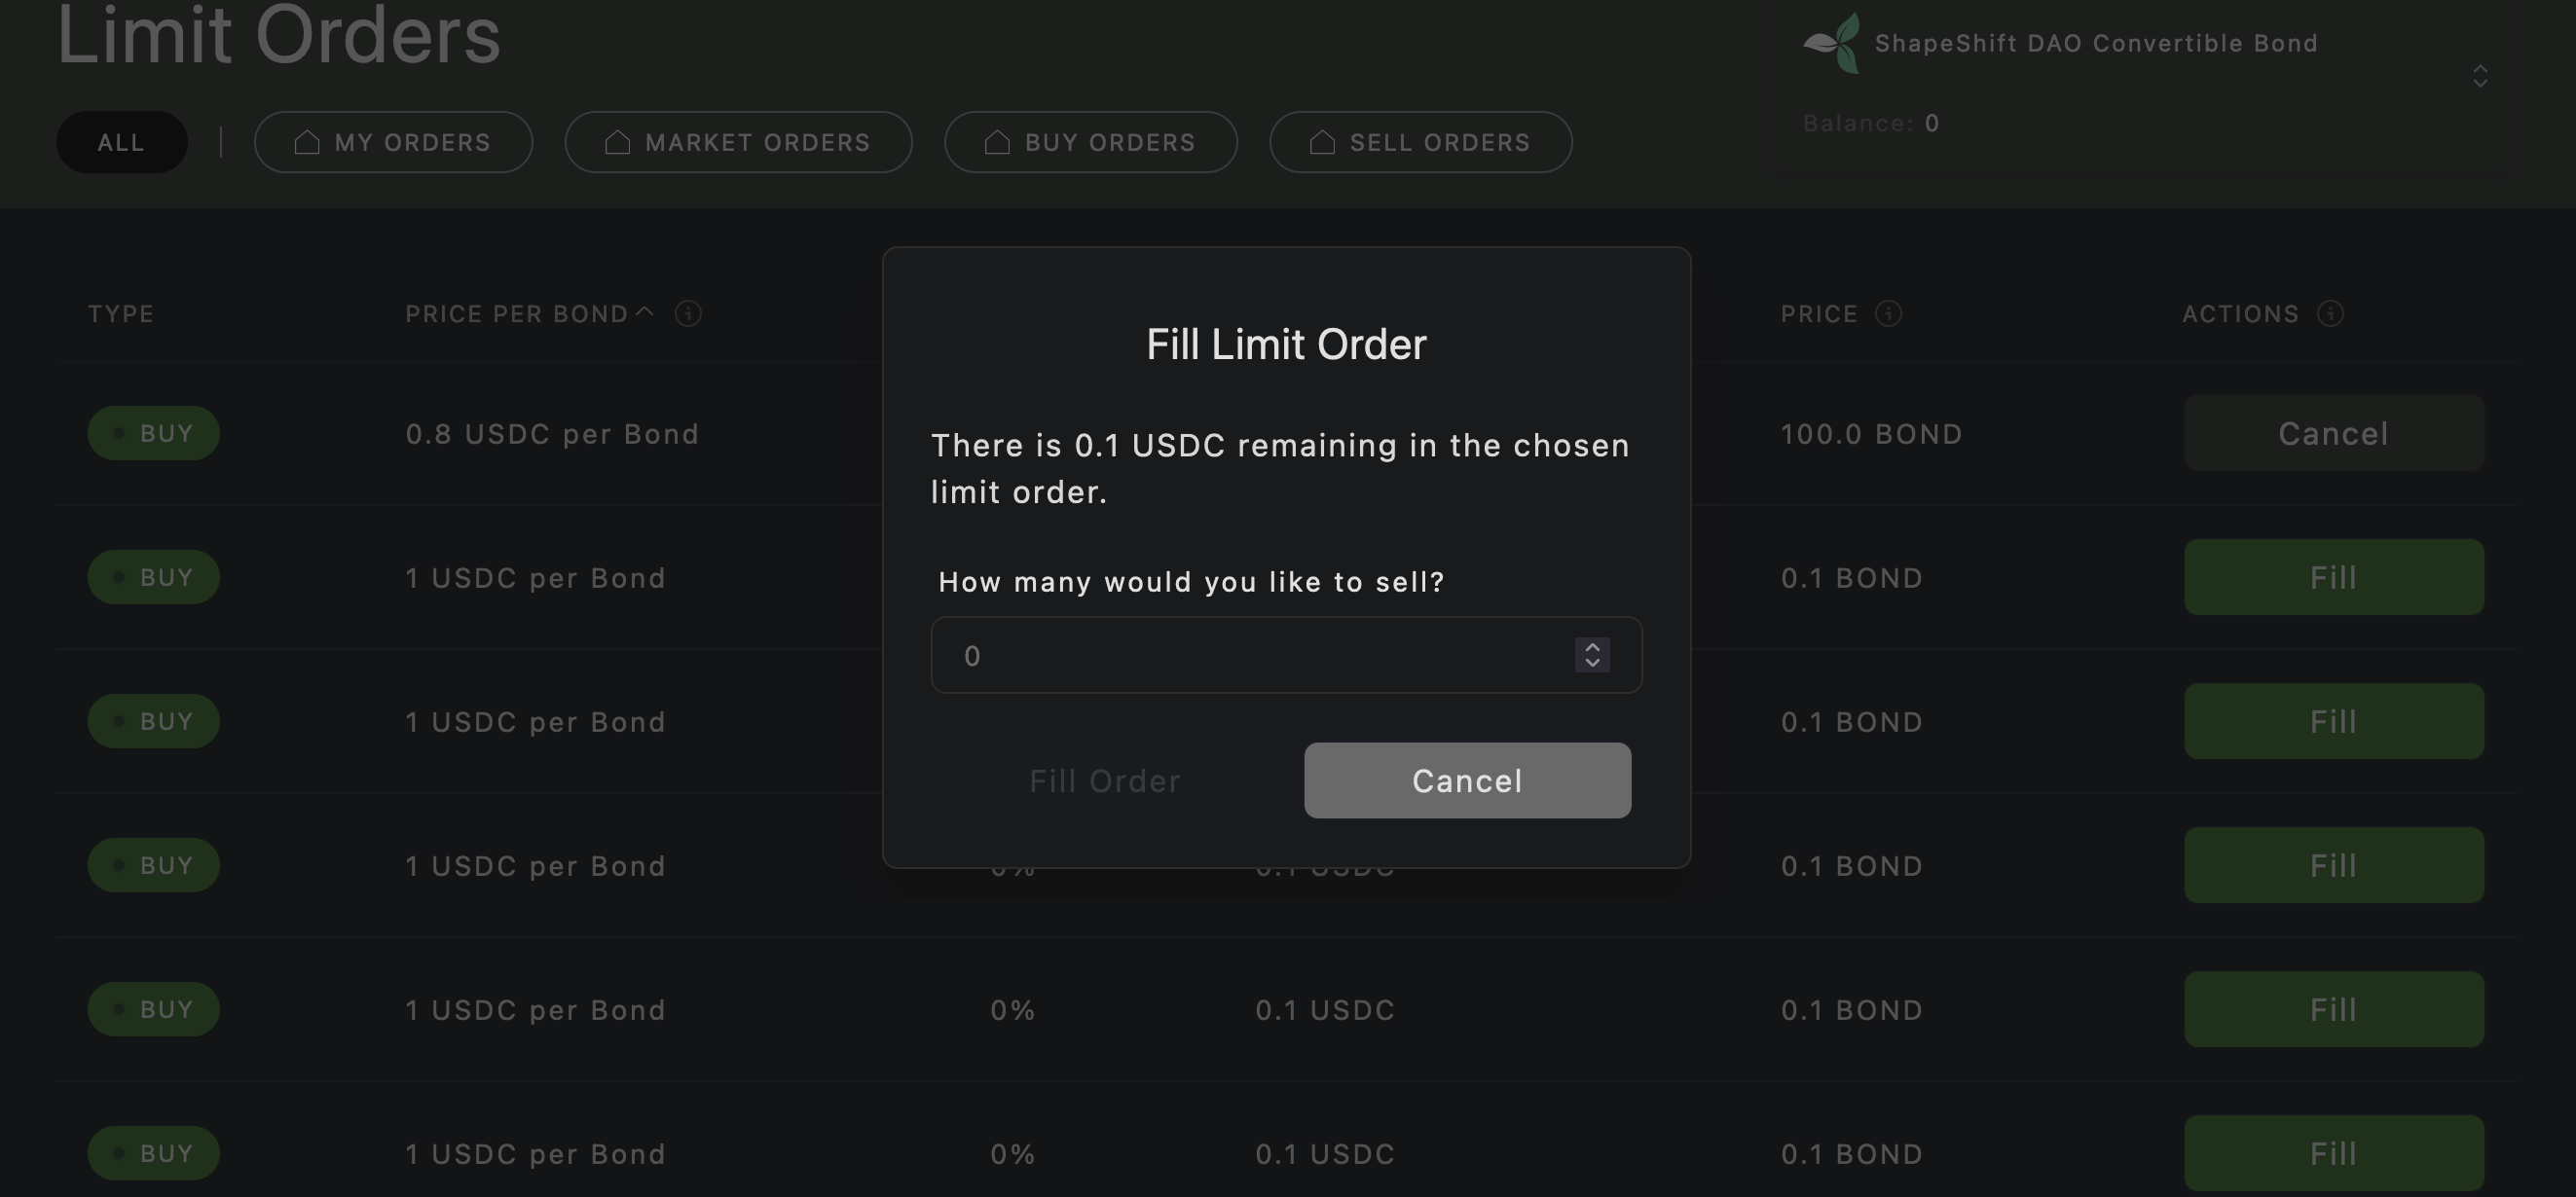 Limit Orders
ShapeShift DAO Convertible Bond
Balance: 0
ALL
MY ORDERS
MARKET ORDERS
BUY ORDERS
SELL ORDERS
TYPE
PRICE PER BOND
PRICE
ACTIONS
Fill Limit Order
There is 0.1 USDC remaining in the chosen
limit order.
How many would you like to sell?
0
Fill Order
Cancel
BUY 0.8 USDC per Bond 100.0 BOND Cancel
BUY 1 USDC per Bond 0.1 BOND Fill
BUY 1 USDC per Bond 0.1 BOND Fill
BUY 1 USDC per Bond 0% 0.1 USDC 0.1 BOND Fill
BUY 1 USDC per Bond 0% 0.1 USDC 0.1 BOND Fill
BUY 1 USDC per Bond 0% 0.1 USDC 0.1 BOND Fill